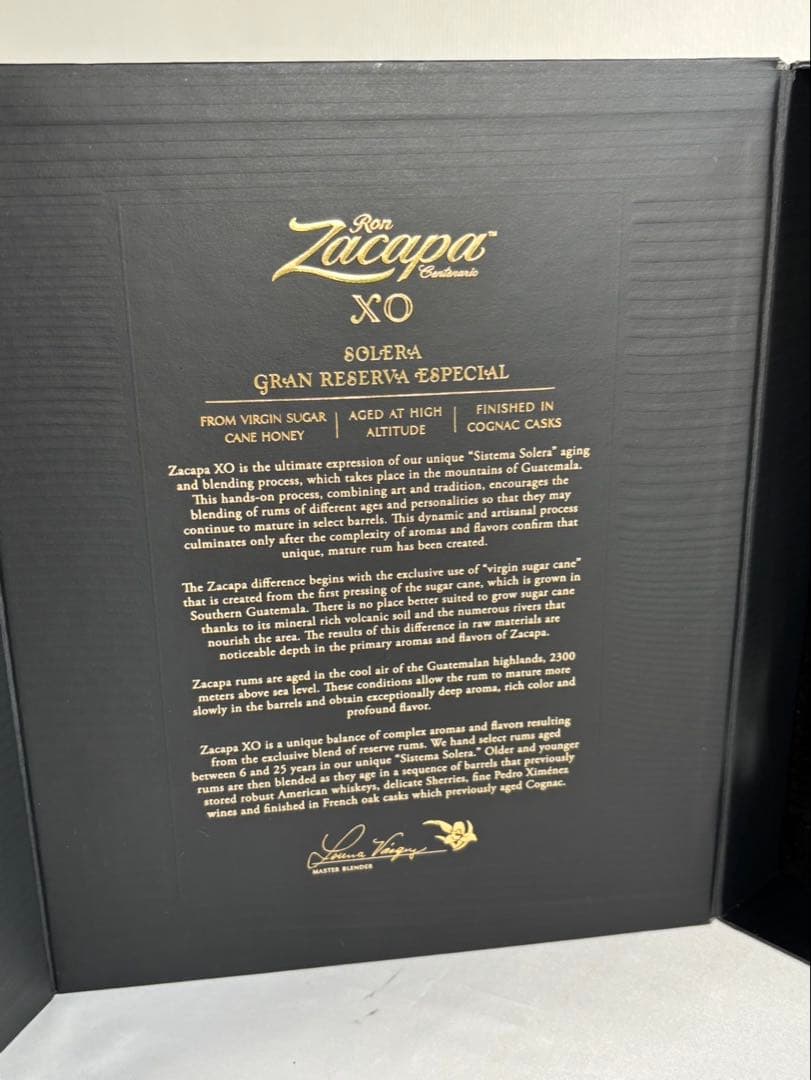 Ron
Zacapa™
Centenario
XO
SOLERA
GRAN RESERVA ESPECIAL
FROM VIRGIN SUGAR CANE HONEY | AGED AT HIGH ALTITUDE | FINISHED IN COGNAC CASKS
Zacapa XO is the ultimate expression of our unique “Sistema Solera” aging
and blending process, which takes place in the mountains of Guatemala.
This hands-on process, combining art and tradition, encourages the
blending of rums of different ages and personalities so that they may
continue to mature in select barrels. This dynamic and artisanal process
culminates only after the complexity of aromas and flavors confirm that
unique, mature rum has been created.
The Zacapa difference begins with the exclusive use of “virgin sugar cane”
that is created from the first pressing of the sugar cane, which is grown in
Southern Guatemala. There is no place better suited to grow sugar cane
thanks to its mineral rich volcanic soil and the numerous rivers that
nourish the area. The results of this difference in raw materials are
noticeable depth in the primary aromas and flavors of Zacapa.
Zacapa rums are aged in the cool air of the Guatemalan highlands, 2300
meters above sea level. These conditions allow the rum to mature more
slowly in the barrels and obtain exceptionally deep aroma, rich color and
profound flavor.
Zacapa XO is a unique balance of complex aromas and flavors resulting
from the exclusive blend of reserve rums. We hand select rums aged
between 6 and 25 years in our unique “Sistema Solera.” Older and younger
rums are then blended as they age in a sequence of barrels that previously
stored robust American whiskeys, delicate Sherries, fine Pedro Ximénez
wines and finished in French oak casks which previously aged Cognac.
Lorena Vásquez
MASTER BLENDER